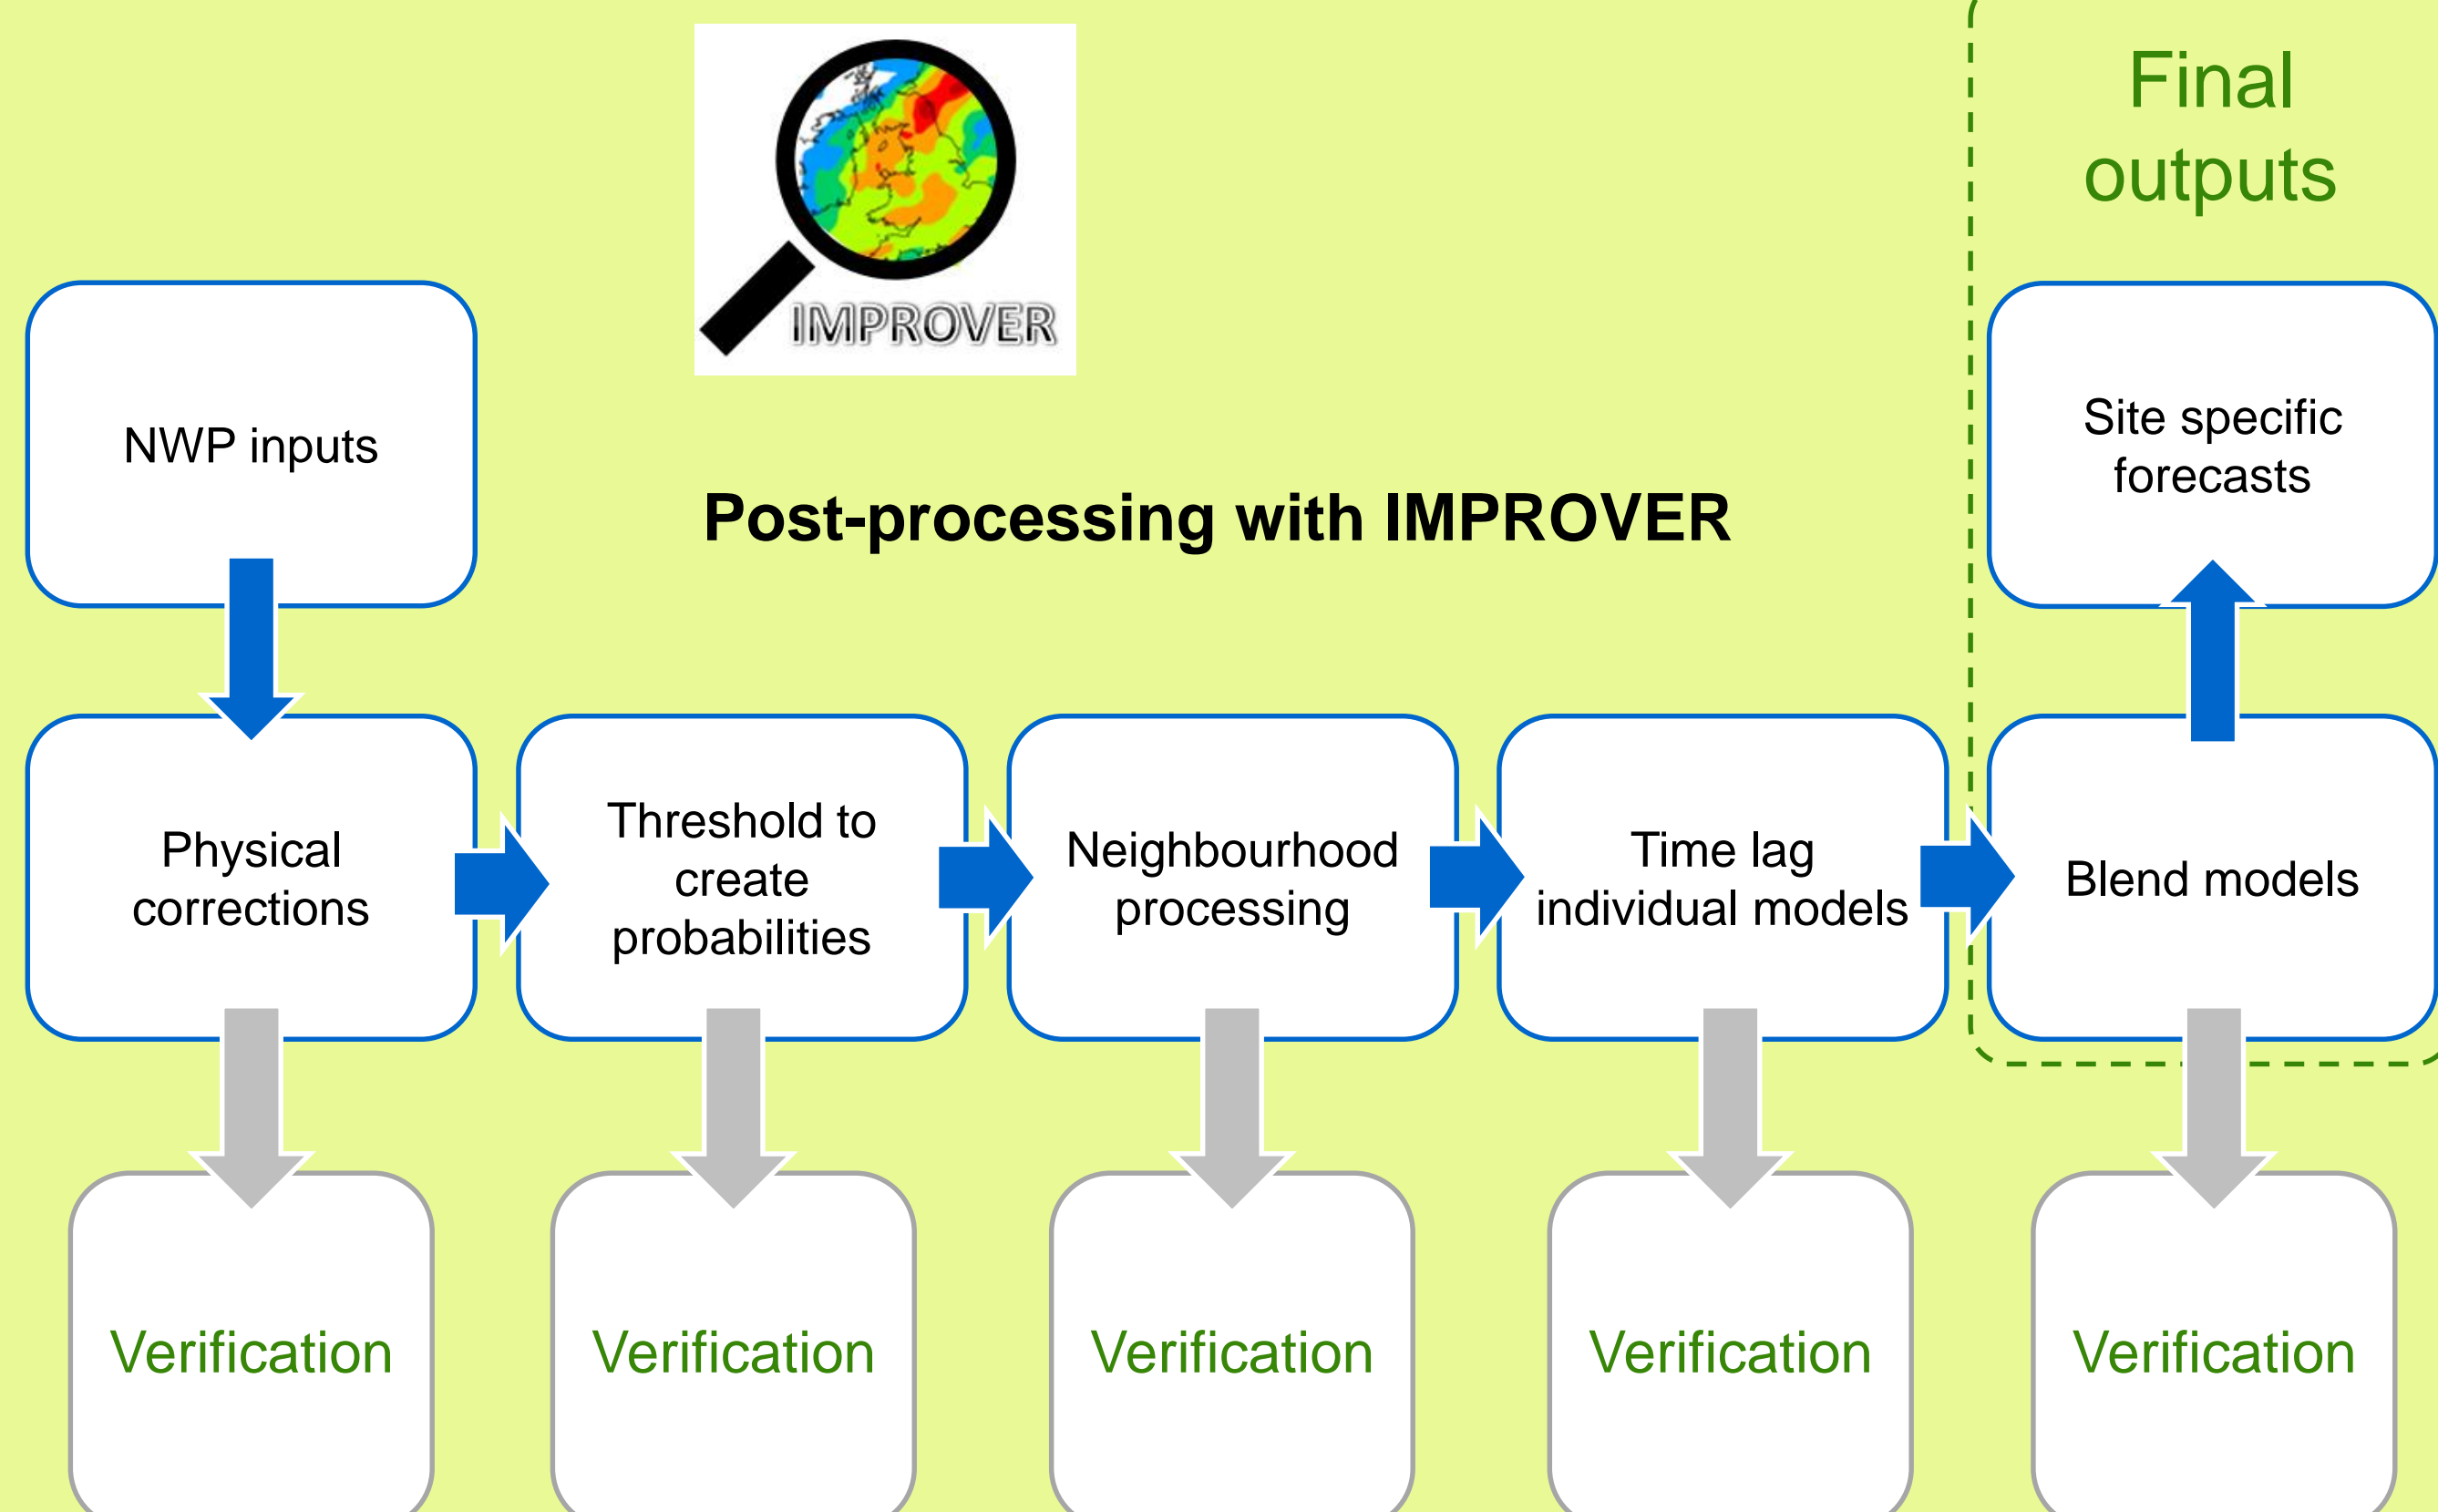 Final
outputs
IMPROVER
NWP inputs
Site specific
forecasts
Post-processing with IMPROVER
Physical
corrections
Threshold to
create
probabilities
Neighbourhood
processing
Time lag
individual models
Blend models
Verification
Verification
Verification
Verification
Verification